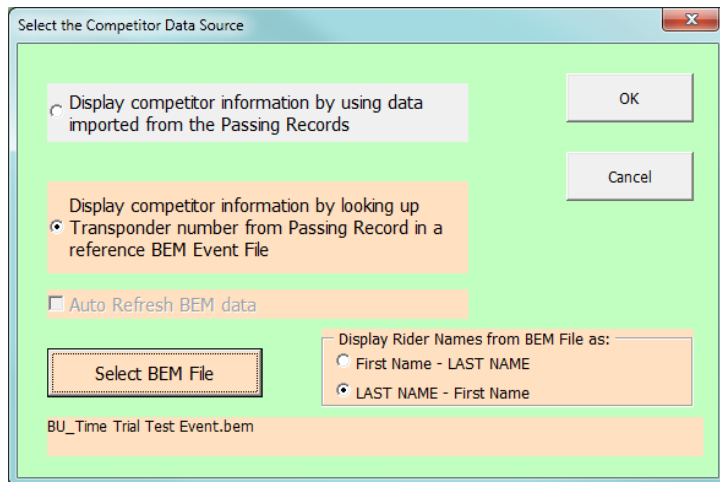 Select the Competitor Data Source
x
Display competitor information by using data
imported from the Passing Records
OK
Cancel
Display competitor information by looking up
Transponder number from Passing Record in a
reference BEM Event File
Auto Refresh BEM data
Select BEM File
Display Rider Names from BEM File as:
First Name - LAST NAME
LAST NAME - First Name
BU_Time Trial Test Event.bem